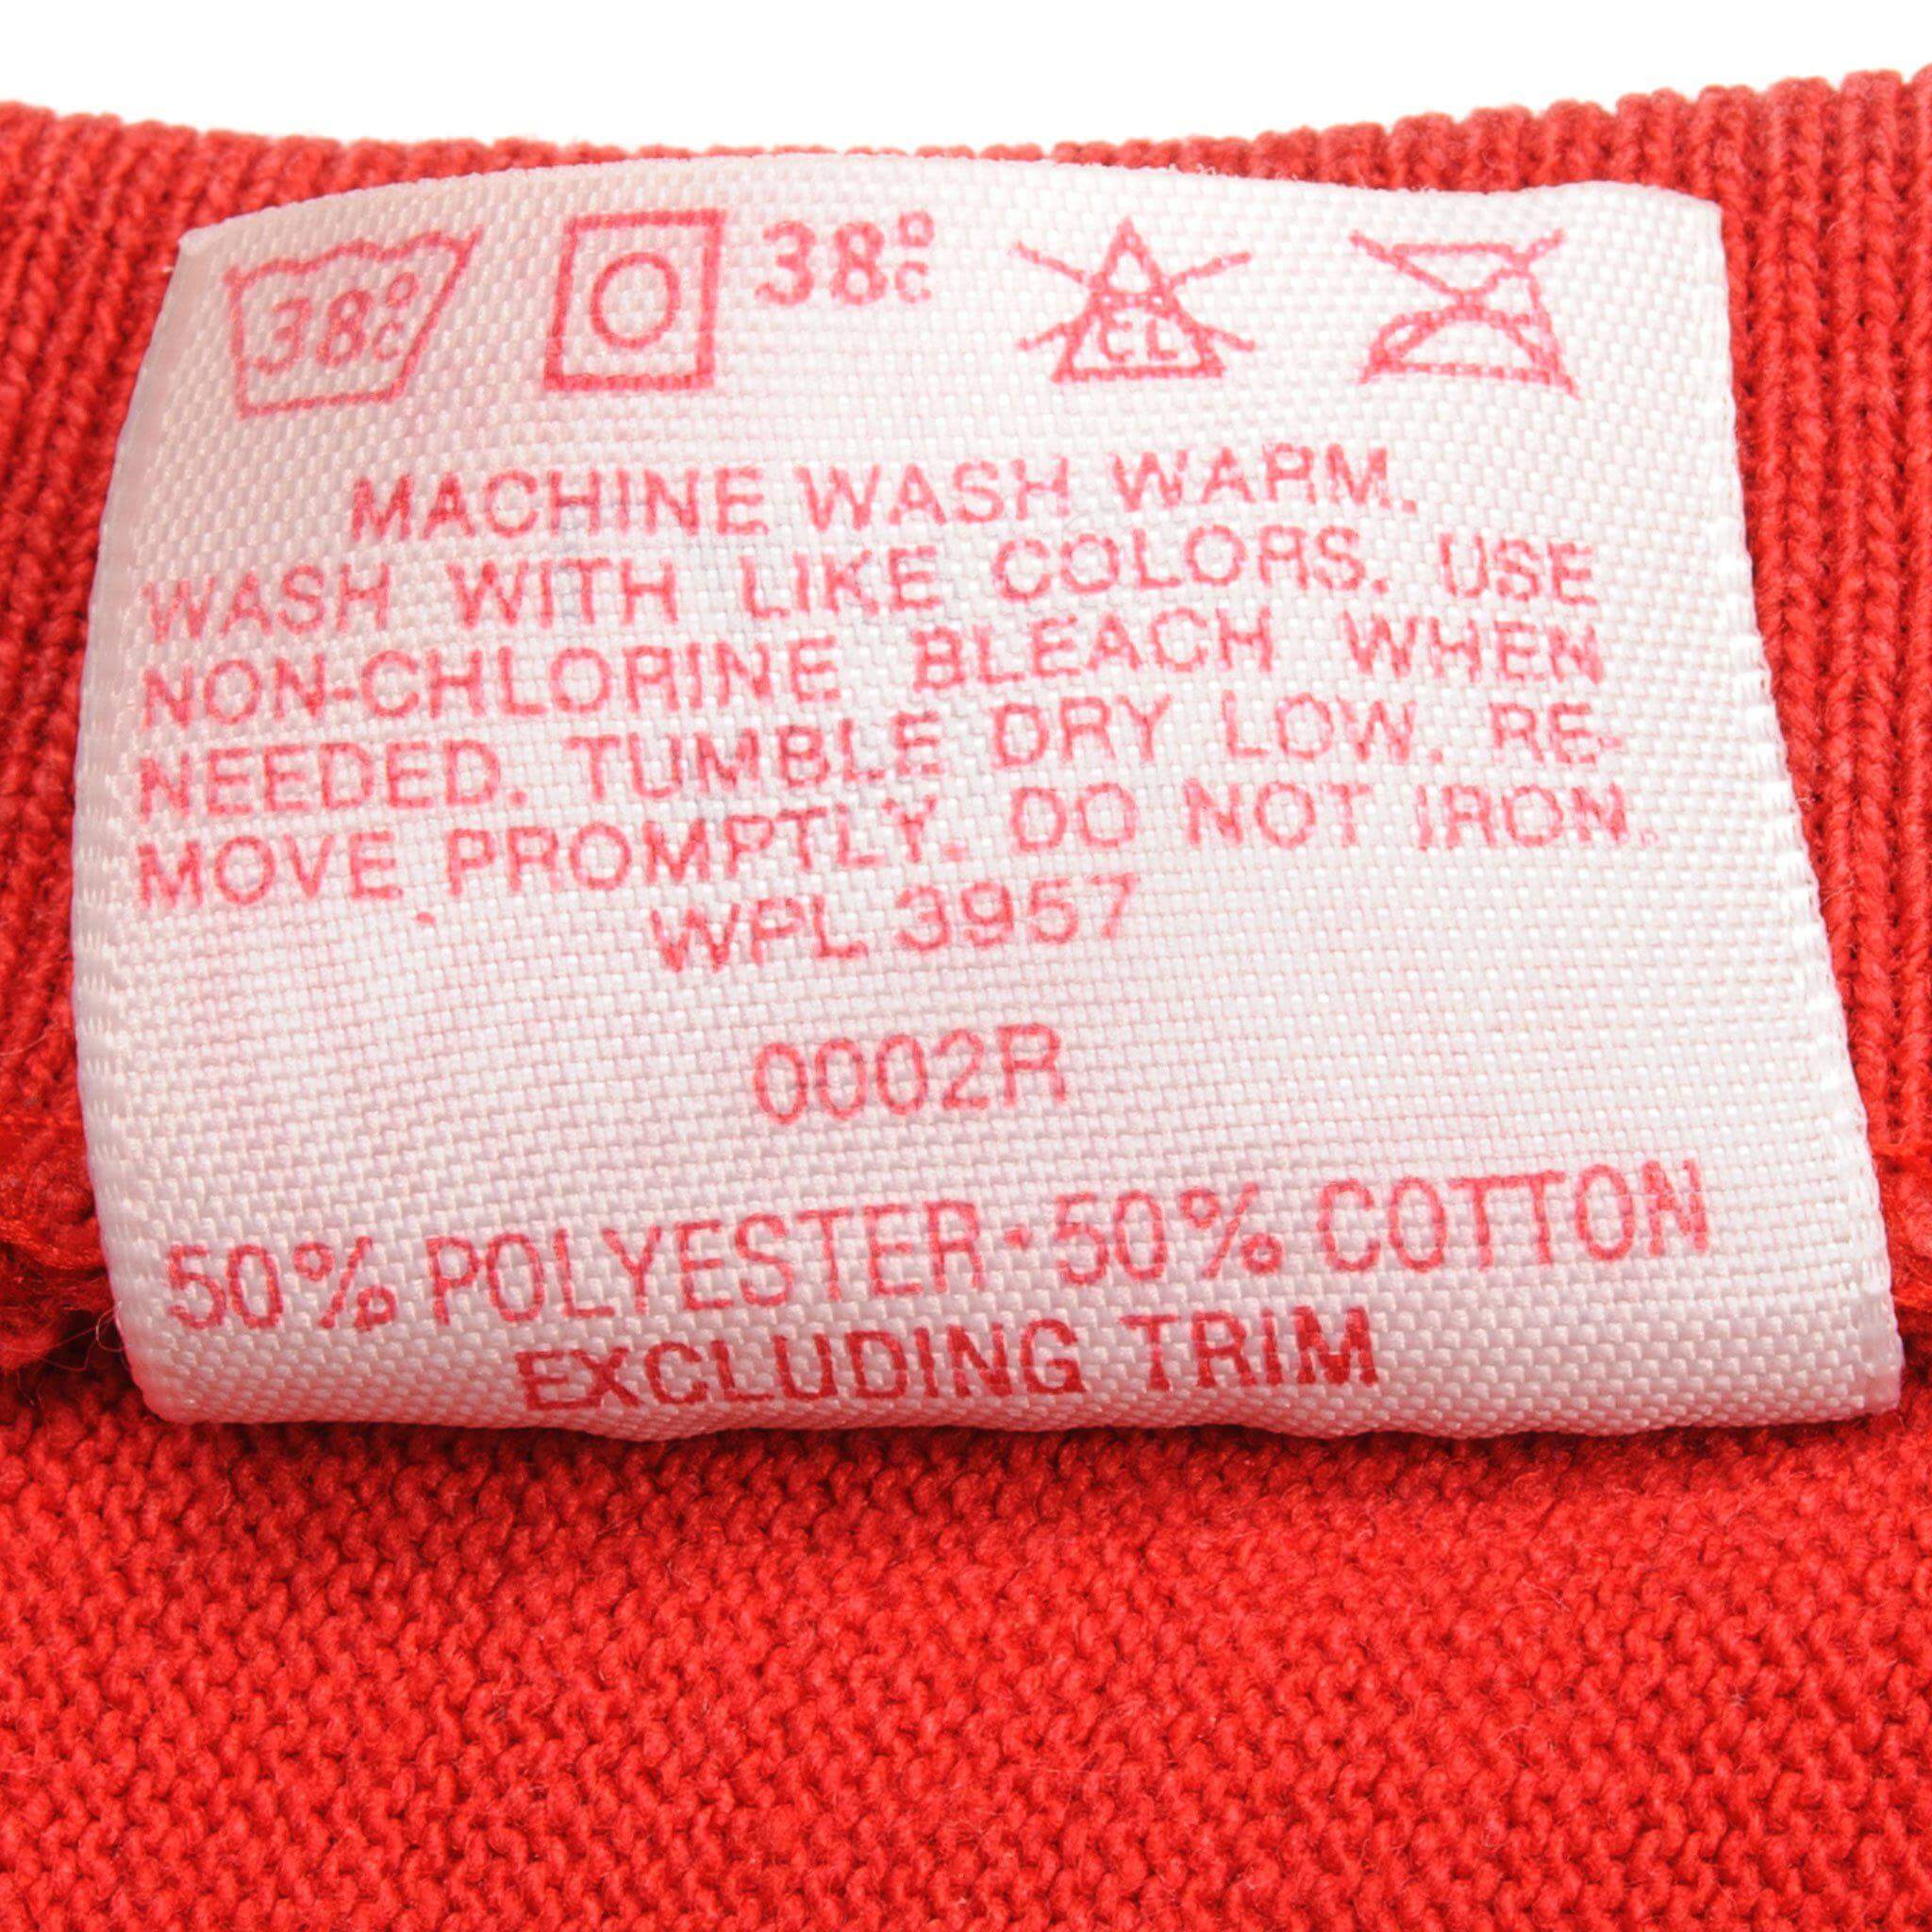 38°C 38°C CL
MACHINE WASH WARM.
WASH WITH LIKE COLORS. USE
NON-CHLORINE BLEACH WHEN
NEEDED. TUMBLE DRY LOW. RE-
MOVE PROMPTLY. DO NOT IRON.
WPL 3957
0002R
50% POLYESTER·50% COTTON
EXCLUDING TRIM